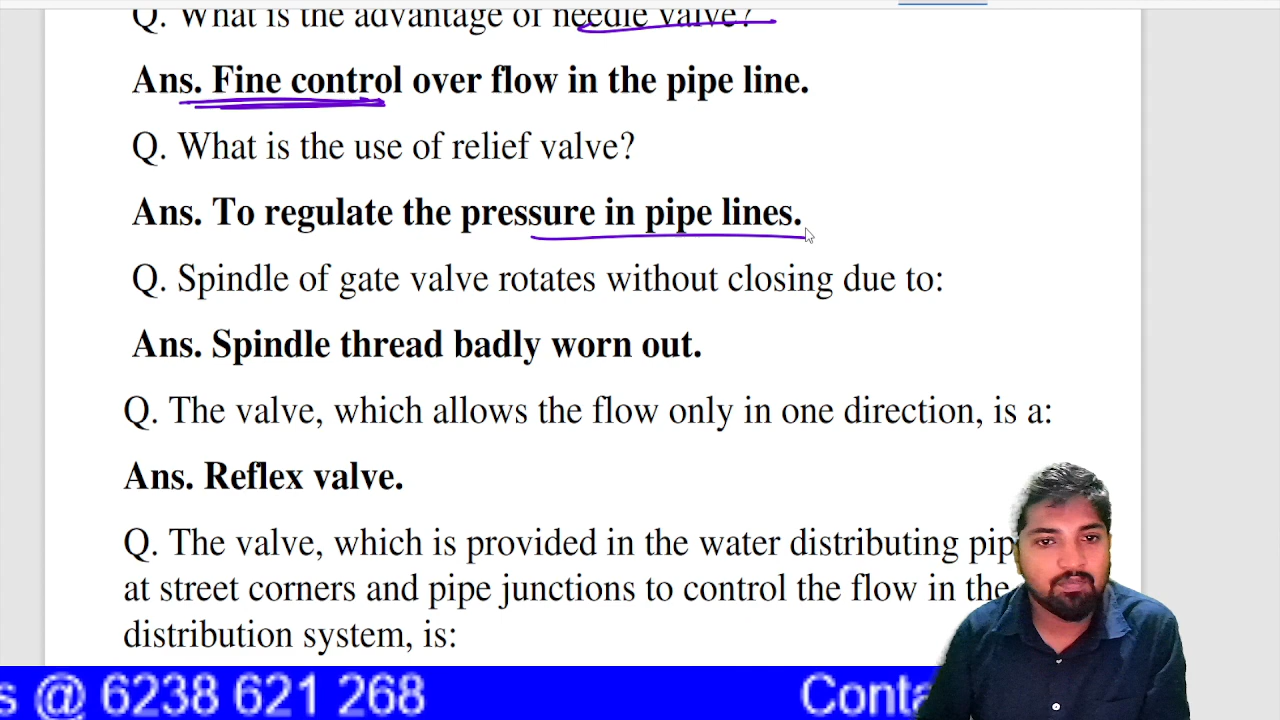 Q. What is the advantage of needle valve?
Ans. Fine control over flow in the pipe line.
Q. What is the use of relief valve?
Ans. To regulate the pressure in pipe lines.
Q. Spindle of gate valve rotates without closing due to:
Ans. Spindle thread badly worn out.
Q. The valve, which allows the flow only in one direction, is a:
Ans. Reflex valve.
Q. The valve, which is provided in the water distributing
at street corners and pipe junctions to control the flow in the
distribution system, is:
@ 6238 621 268